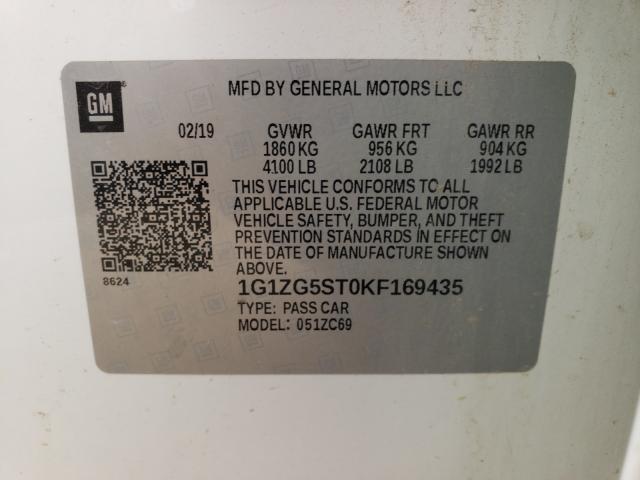 GM
MFD BY GENERAL MOTORS LLC
02/19 GVWR GAWR FRT GAWR RR
1860 KG 956 KG 904 KG
4100 LB 2108 LB 1992 LB
THIS VEHICLE CONFORMS TO ALL
APPLICABLE U.S. FEDERAL MOTOR
VEHICLE SAFETY, BUMPER, AND THEFT
PREVENTION STANDARDS IN EFFECT ON
THE DATE OF MANUFACTURE SHOWN
ABOVE.
8624
1G1ZG5ST0KF169435
TYPE: PASS CAR
MODEL: 051ZC69